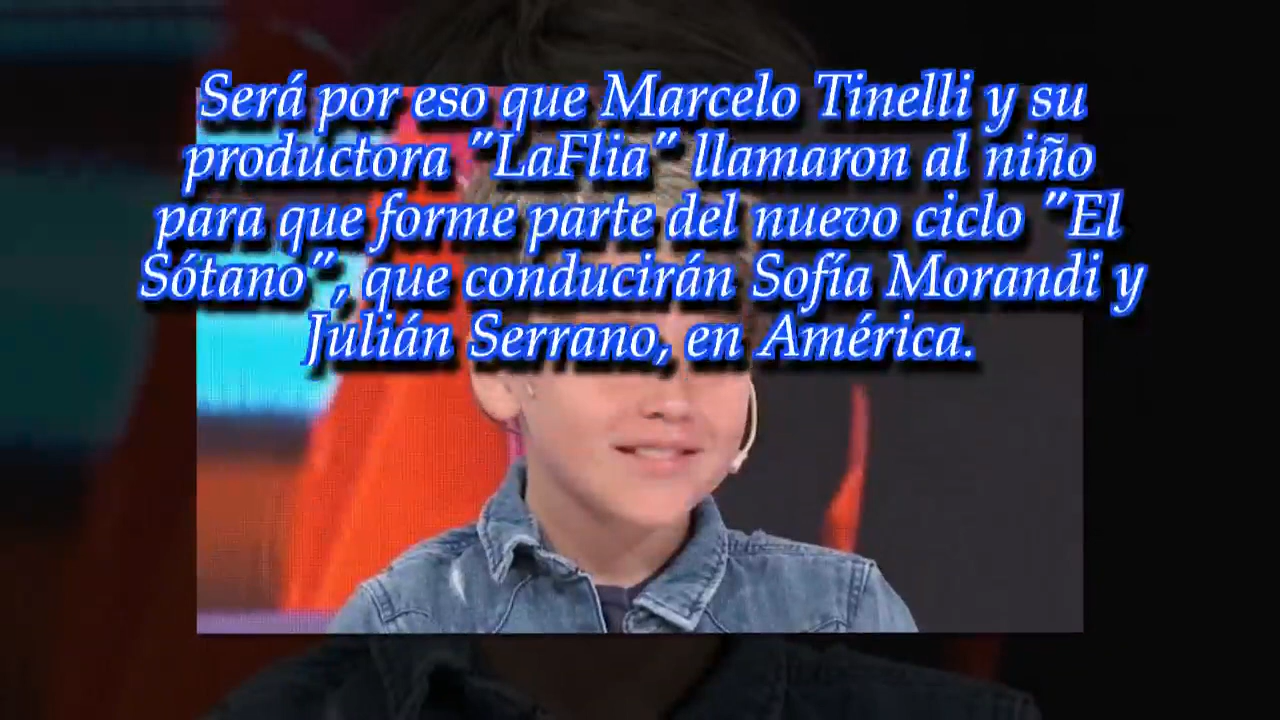 Será por eso que Marcelo Tinelli y su
productora "LaFlia" llamaron al niño
para que forme parte del nuevo ciclo "El
Sótano", que conducirán Sofía Morandi y
Julián Serrano, en América.